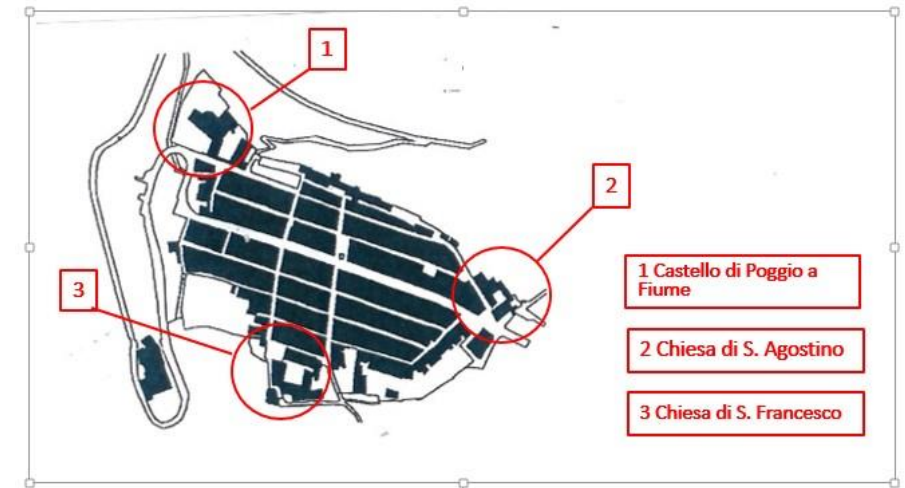 1
2
3
1 Castello di Poggio a
Fiume
2 Chiesa di S. Agostino
3 Chiesa di S. Francesco